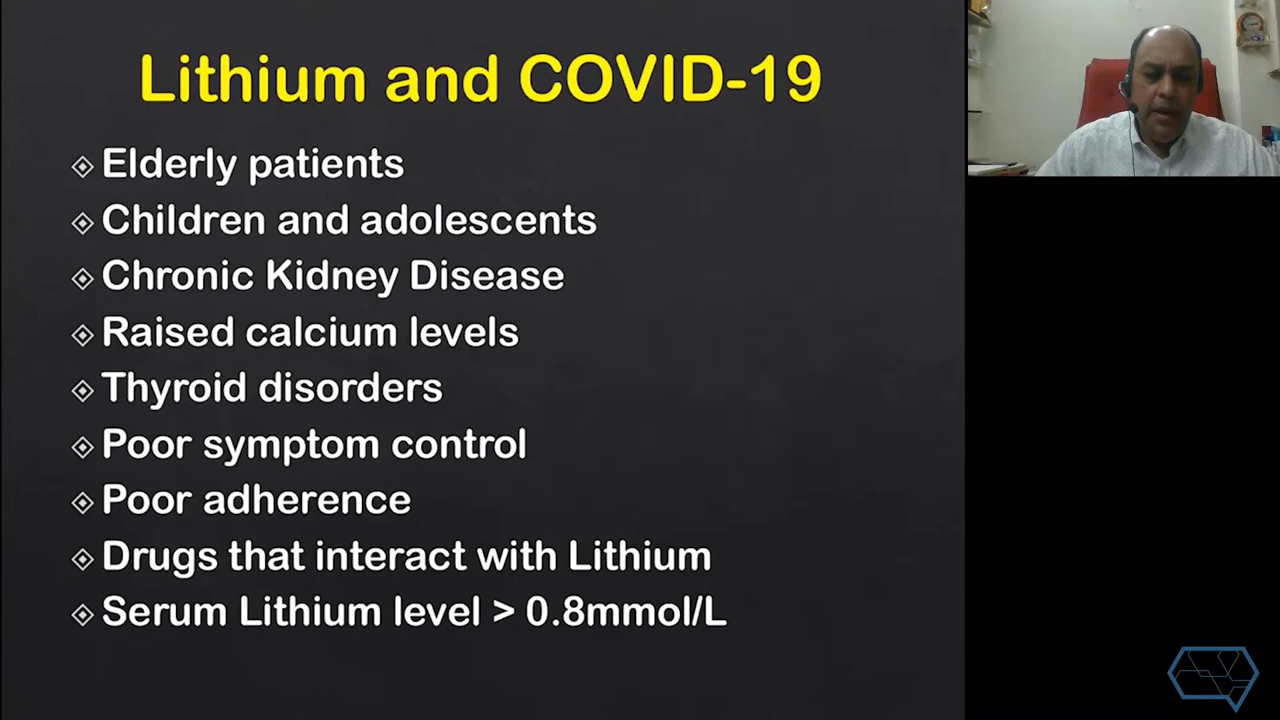 Lithium and COVID-19
Elderly patients
Children and adolescents
Chronic Kidney Disease
Raised calcium levels
Thyroid disorders
Poor symptom control
Poor adherence
Drugs that interact with Lithium
Serum Lithium level > 0.8mmol/L